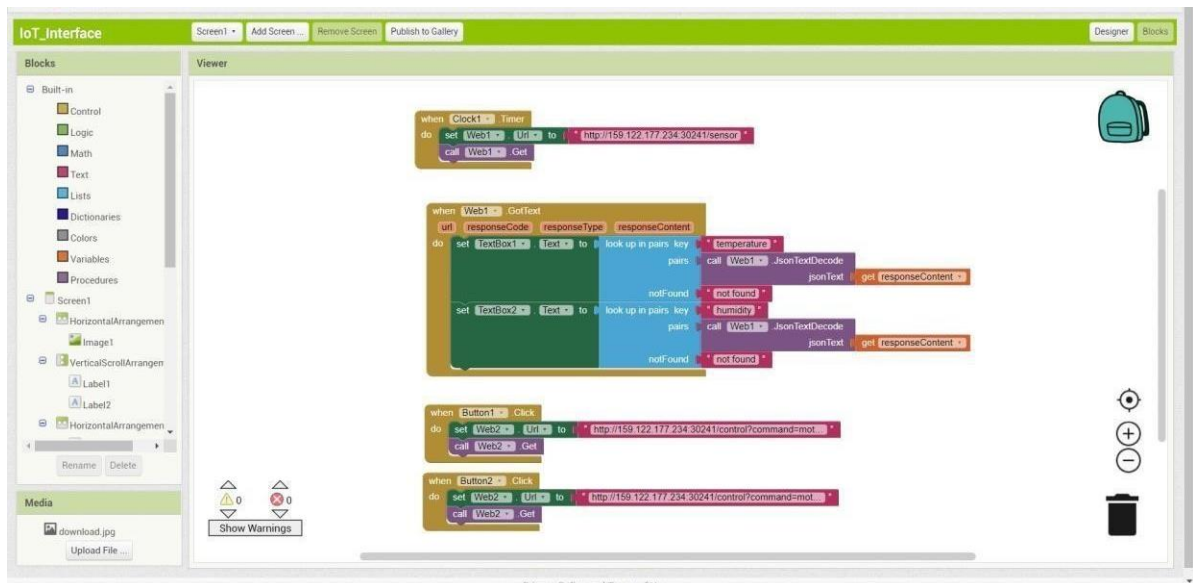 IoT_Interface
Screen1
Add Screen ...
Remove Screen
Publish to Gallery
Designer
Blocks
Blocks
Viewer
Built-in
Control
Logic
Math
Text
Lists
Dictionaries
Colors
Variables
Procedures
Screen1
HorizontalArrangemen
Image1
VerticalScrollArrangem
Label1
Label2
HorizontalArrangemen
Rename
Delete
Media
download.jpg
Upload File ...
when Clock1 .Timer
do set Web1 . Url to " http://159.122.177.234:30241/sensor "
call Web1 .Get
when Web1 .GotText
url responseCode responseType responseContent
do set TextBox1 . Text to look up in pairs key " temperature "
pairs call Web1 .JsonTextDecode
jsonText get responseContent
notFound " not found "
set TextBox2 . Text to look up in pairs key " humidity "
pairs call Web1 .JsonTextDecode
jsonText get responseContent
notFound " not found "
when Button1 .Click
do set Web2 . Url to " http://159.122.177.234:30241/control?command=mot... "
call Web2 .Get
when Button2 .Click
do set Web2 . Url to " http://159.122.177.234:30241/control?command=mot... "
call Web2 .Get
0
0
Show Warnings